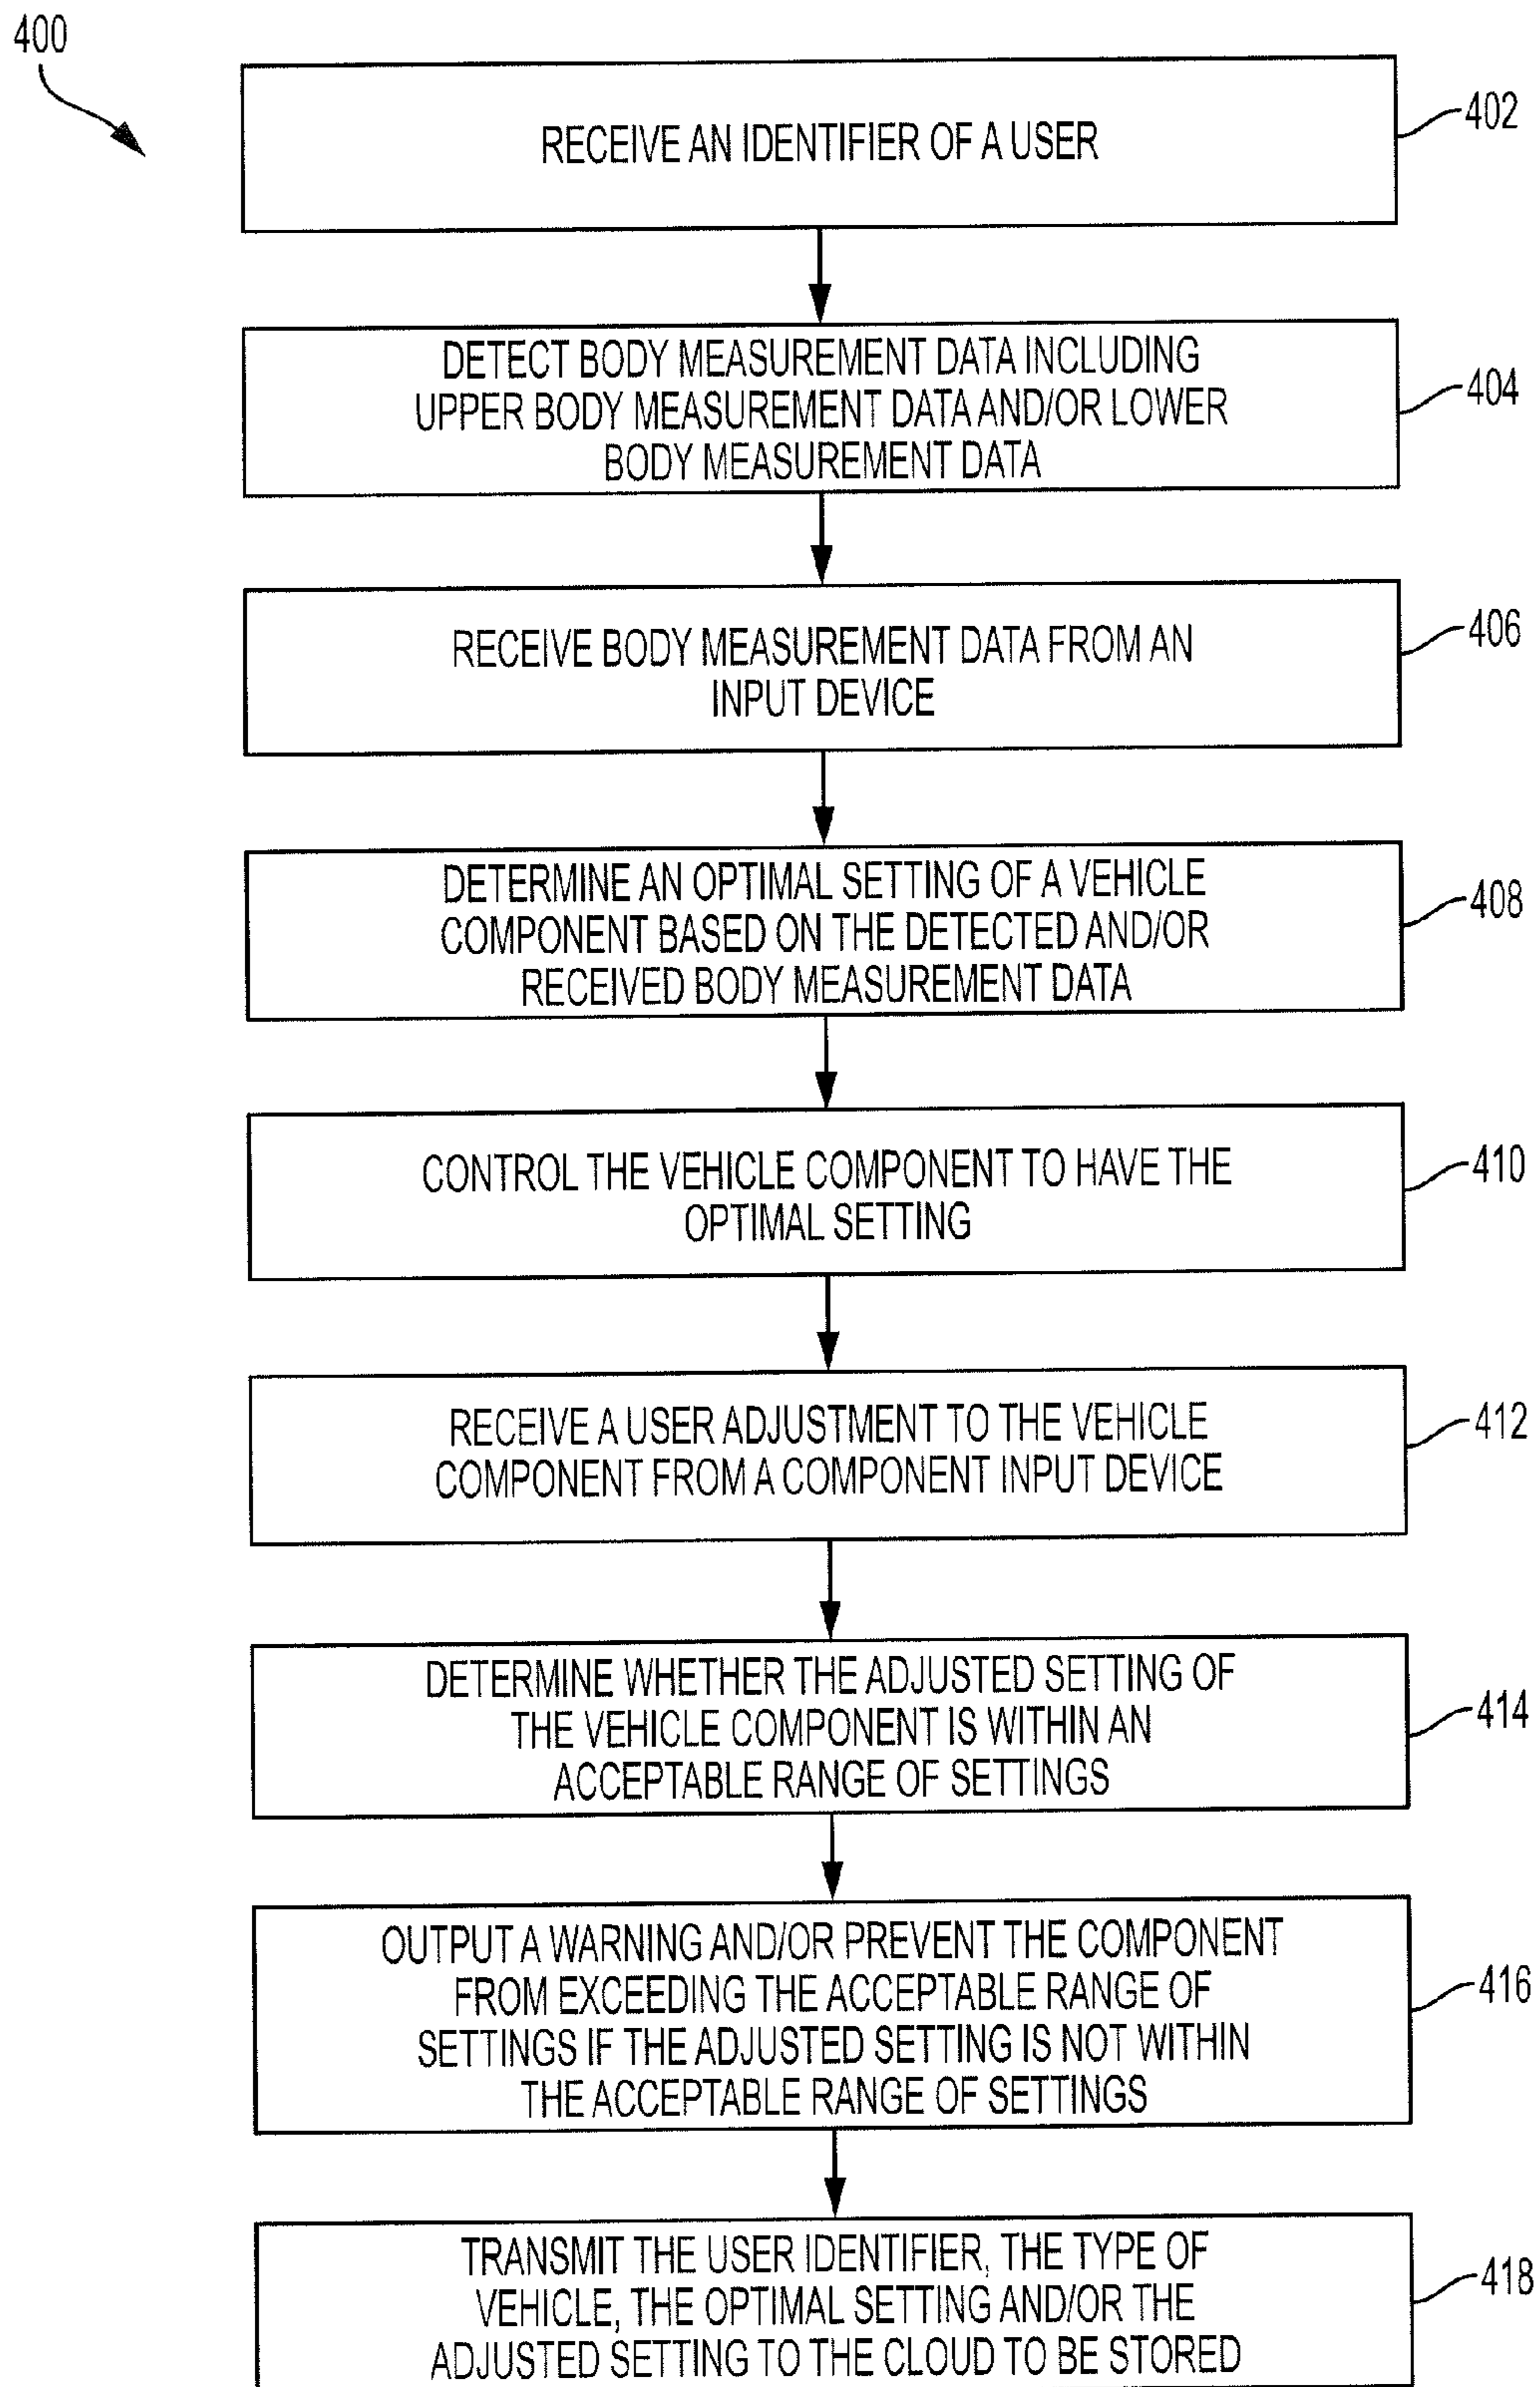 400
RECEIVE AN IDENTIFIER OF A USER
402
DETECT BODY MEASUREMENT DATA INCLUDING
UPPER BODY MEASUREMENT DATA AND/OR LOWER
BODY MEASUREMENT DATA
404
RECEIVE BODY MEASUREMENT DATA FROM AN
INPUT DEVICE
406
DETERMINE AN OPTIMAL SETTING OF A VEHICLE
COMPONENT BASED ON THE DETECTED AND/OR
RECEIVED BODY MEASUREMENT DATA
408
CONTROL THE VEHICLE COMPONENT TO HAVE THE
OPTIMAL SETTING
410
RECEIVE A USER ADJUSTMENT TO THE VEHICLE
COMPONENT FROM A COMPONENT INPUT DEVICE
412
DETERMINE WHETHER THE ADJUSTED SETTING OF
THE VEHICLE COMPONENT IS WITHIN AN
ACCEPTABLE RANGE OF SETTINGS
414
OUTPUT A WARNING AND/OR PREVENT THE COMPONENT
FROM EXCEEDING THE ACCEPTABLE RANGE OF
SETTINGS IF THE ADJUSTED SETTING IS NOT WITHIN
THE ACCEPTABLE RANGE OF SETTINGS
416
TRANSMIT THE USER IDENTIFIER, THE TYPE OF
VEHICLE, THE OPTIMAL SETTING AND/OR THE
ADJUSTED SETTING TO THE CLOUD TO BE STORED
418